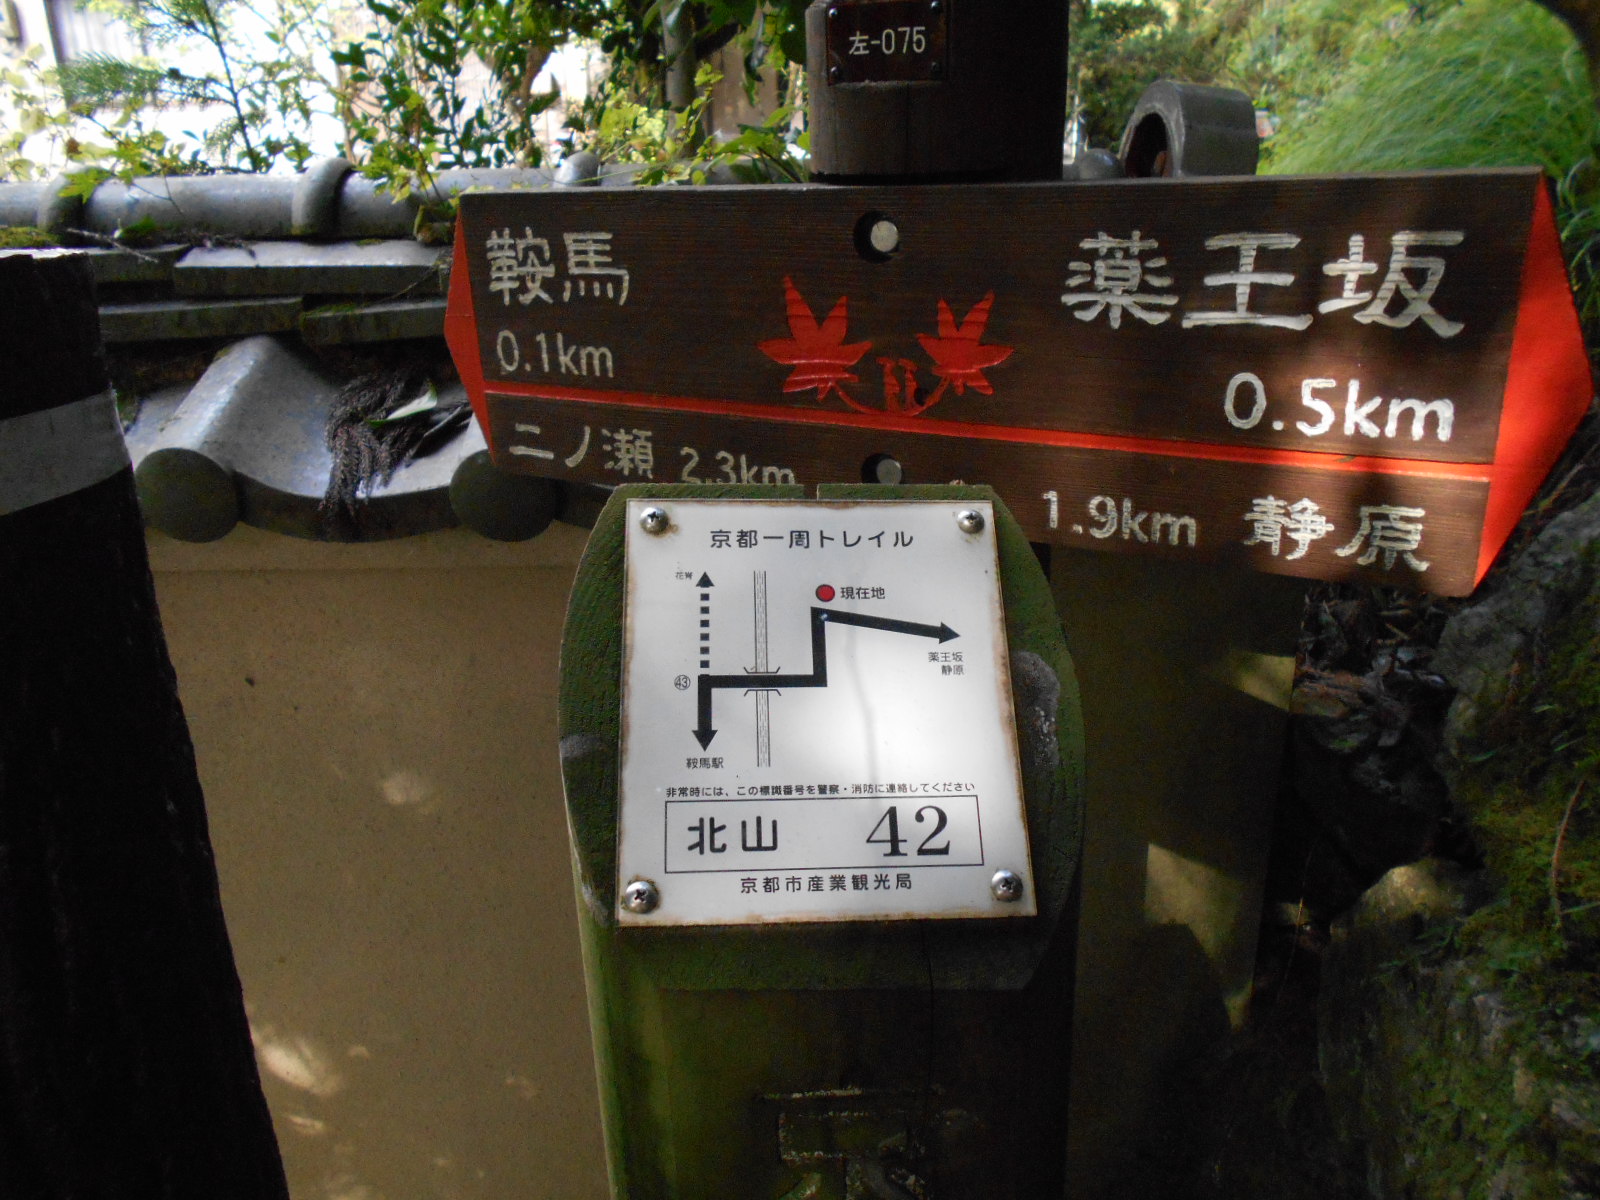 左-075
鞍馬
0.1km
薬王坂
0.5km
二ノ瀬 2.3km
1.9km 静原
京都一周トレイル
花脊
現在地
薬王坂
静原
㊸
鞍馬駅
非常時には、この標識番号を警察・消防に連絡してください
北山 42
京都市産業観光局